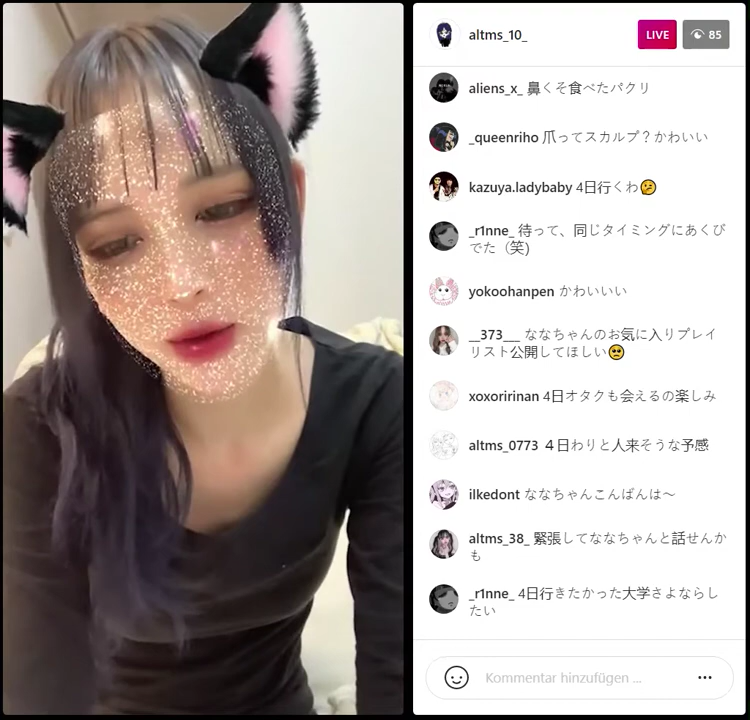 altms_10_
LIVE
85
aliens_x_ 鼻くそ食べたパクリ
_queenriho 爪ってスカルプ？かわいい
kazuya.ladybaby 4日行くわ🤔
_r1nne_ 待って、同じタイミングにあくび
でた（笑）
yokoohanpen かわいいい
__373__ ななちゃんのお気に入りプレイ
リスト公開してほしい🥺
xoxoririnan 4日オタクも会えるの楽しみ
altms_0773 ４日わりと人来そうな予感
ilkedont ななちゃんこんばんは〜
altms_38_ 緊張してななちゃんと話せんか
も
_r1nne_ 4日行きたかった大学さよならし
たい
Kommentar hinzufügen ...